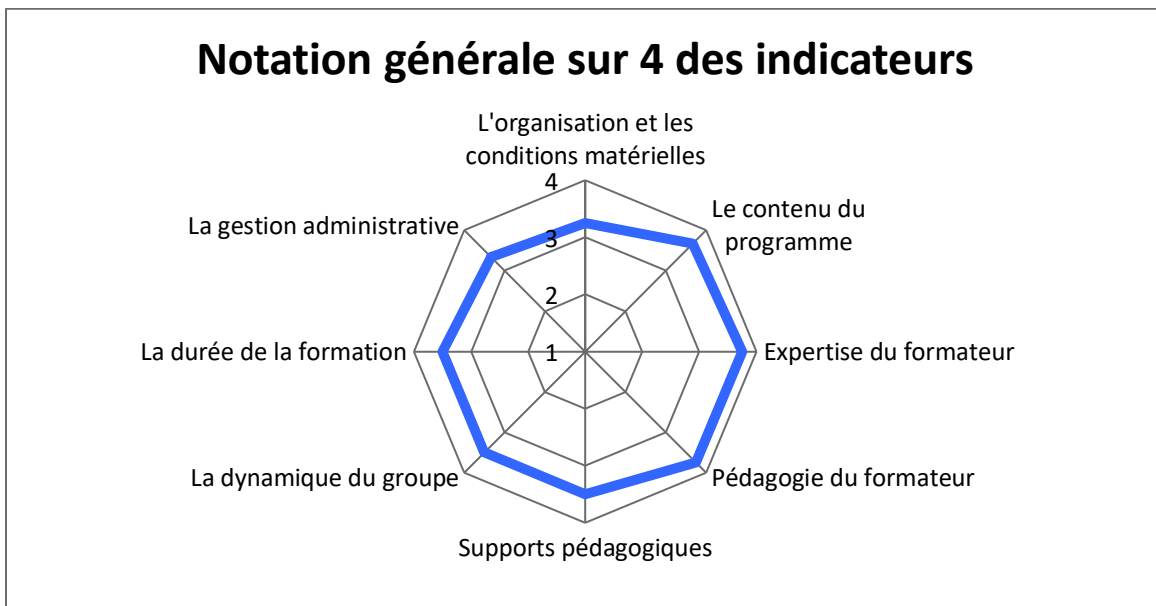 Notation générale sur 4 des indicateurs
L'organisation et les
conditions matérielles
4
Le contenu du
programme
La gestion administrative
3
2
La durée de la formation
1
Expertise du formateur
La dynamique du groupe
Pédagogie du formateur
Supports pédagogiques